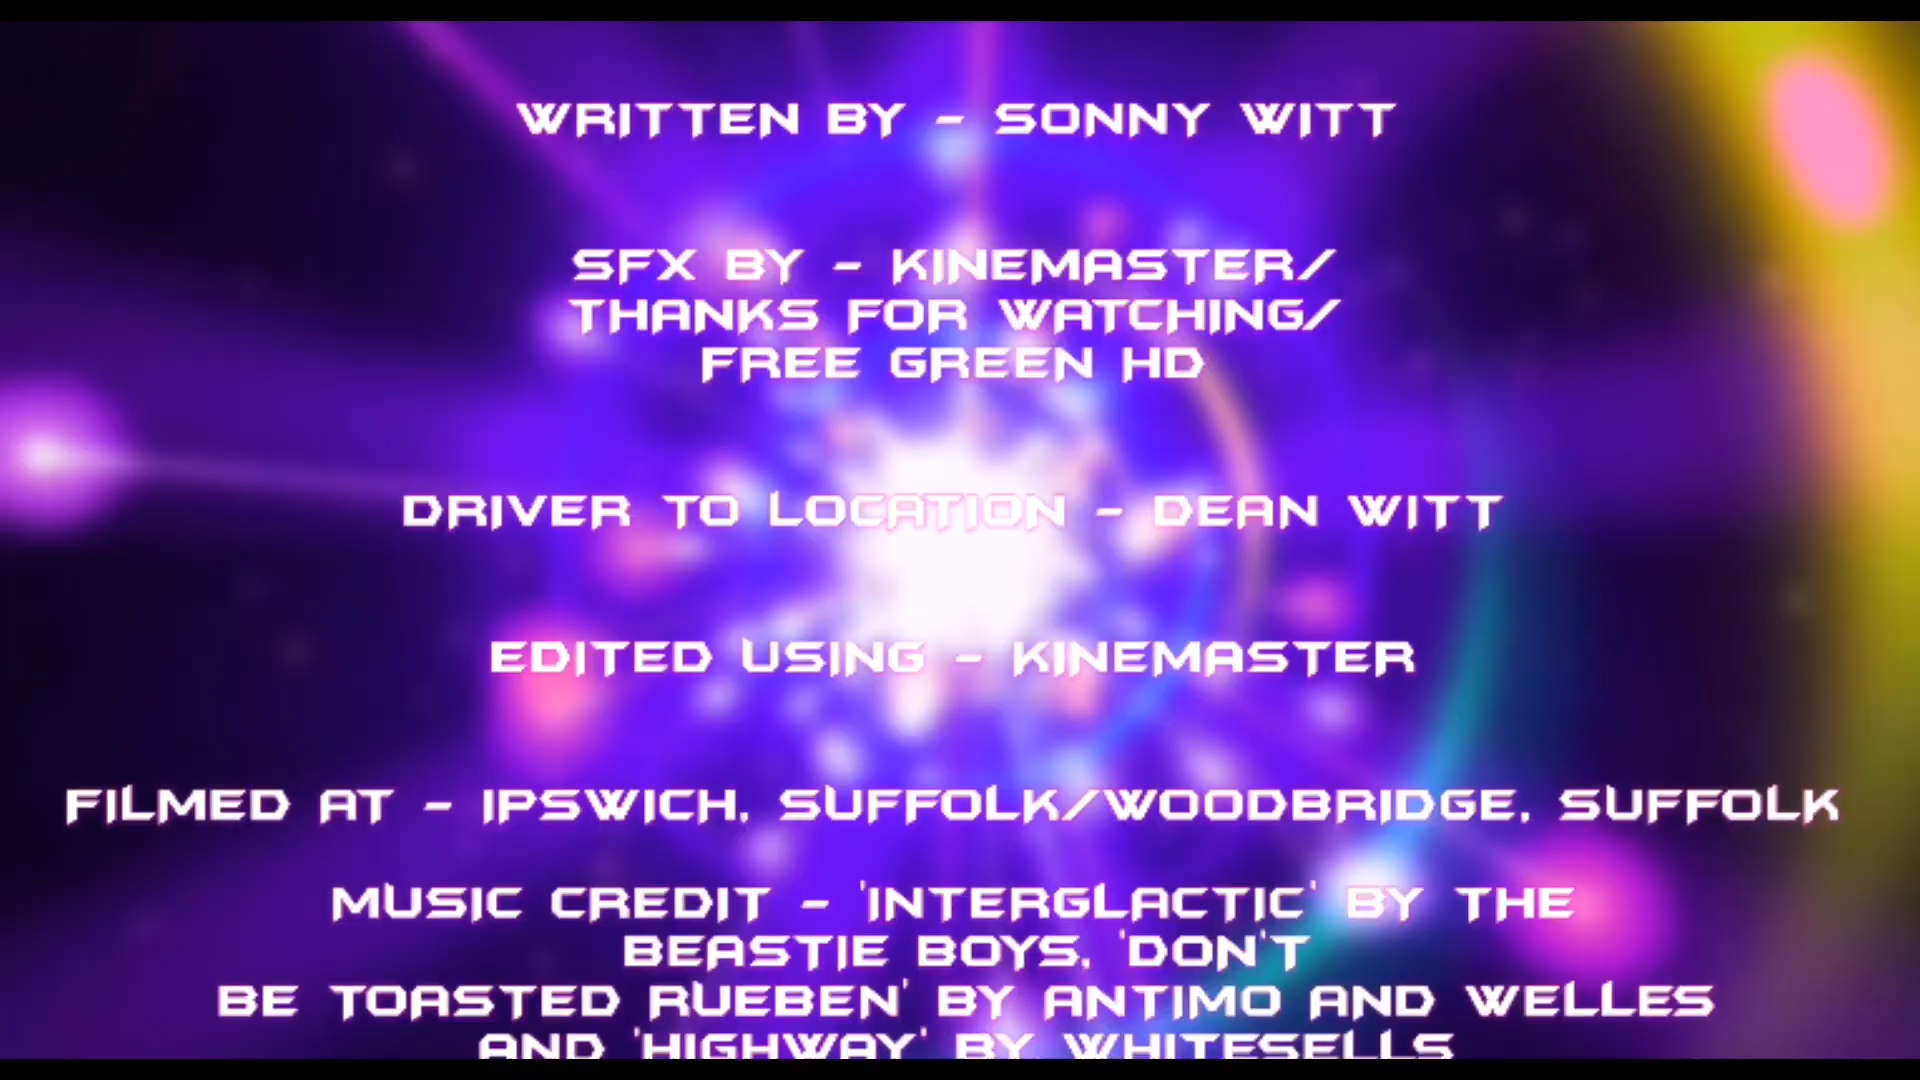 WRITTEN BY - SONNY WITT
SFX BY - KINEMASTER/
THANKS FOR WATCHING/
FREE GREEN HD
DRIVER TO LOCATION - DEAN WITT
EDITED USING - KINEMASTER
FILMED AT - IPSWICH, SUFFOLK/WOODBRIDGE, SUFFOLK
MUSIC CREDIT - 'INTERGLACTIC' BY THE
BEASTIE BOYS, 'DON'T
BE TOASTED RUEBEN' BY ANTIMO AND WELLES
AND 'HIGHWAY' BY WHITESELLS